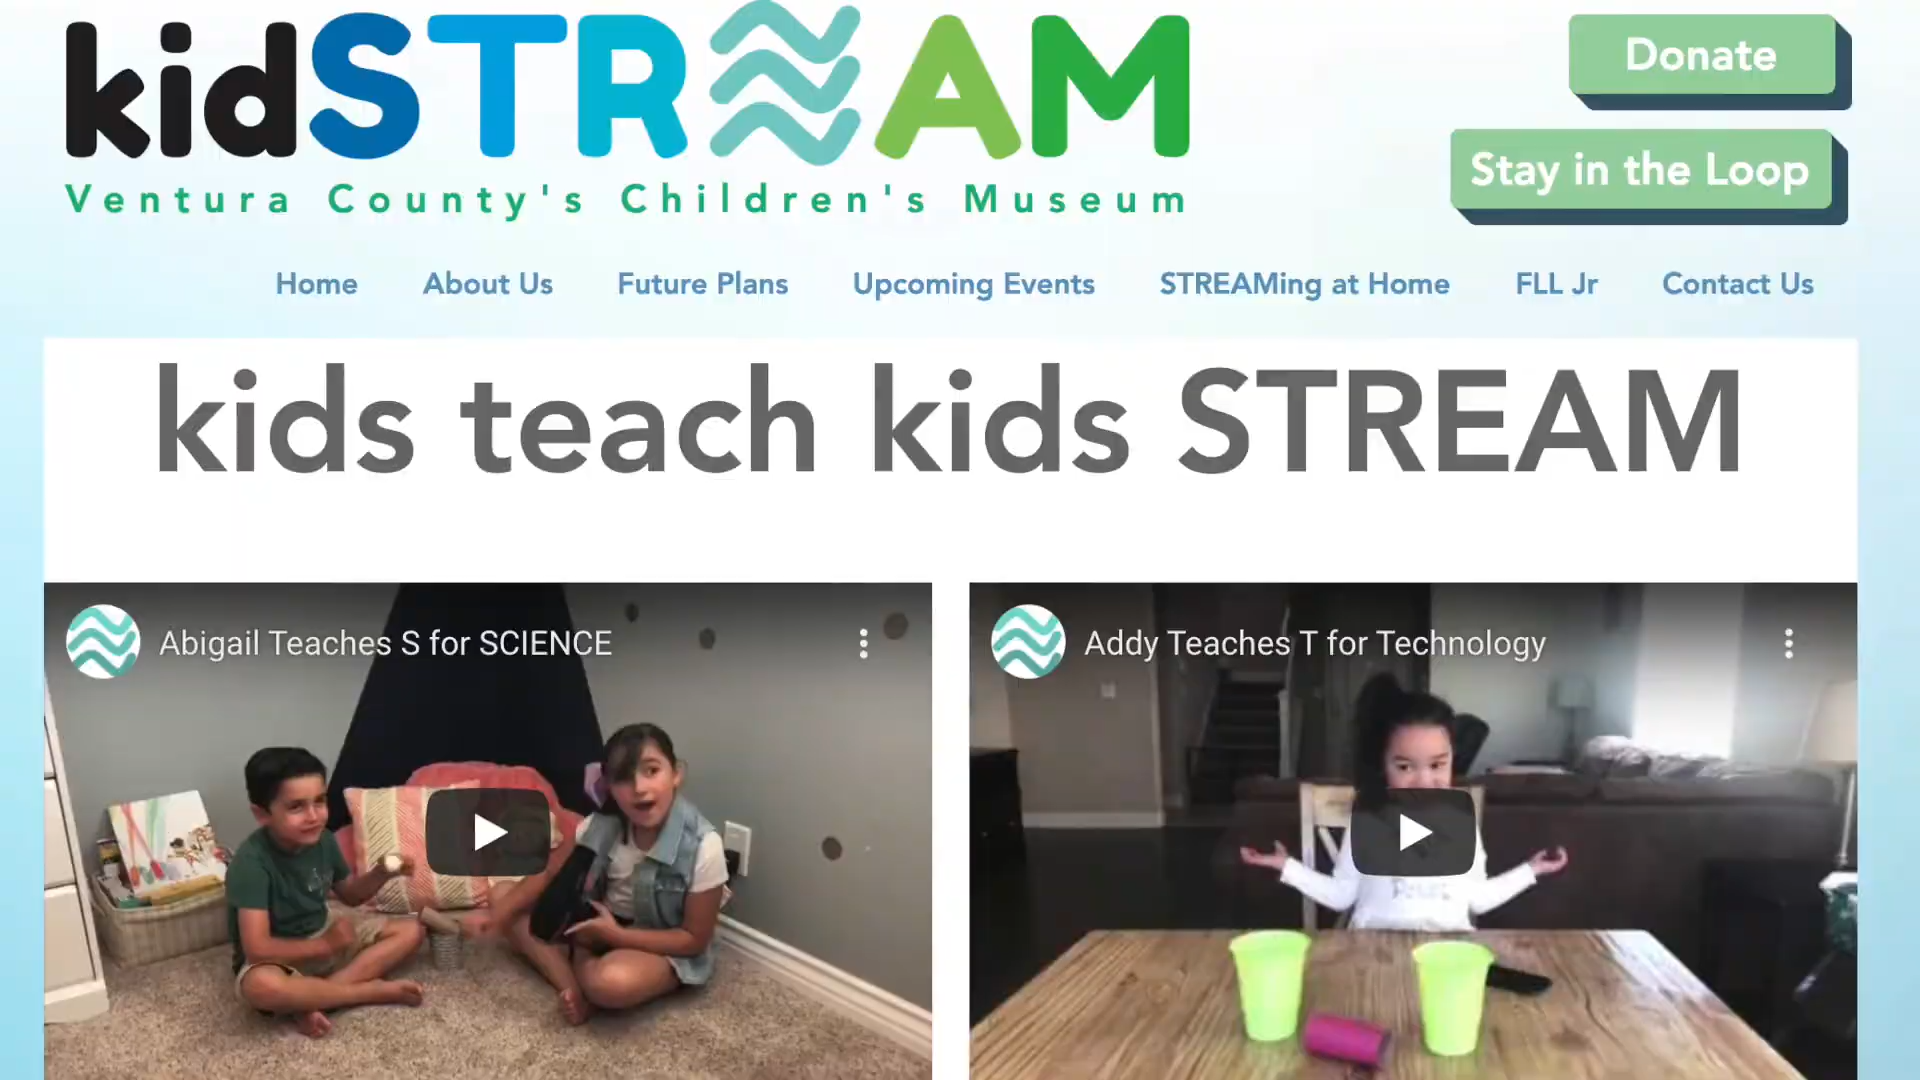 kidSTREAM
Ventura County's Children's Museum
Donate
Stay in the Loop
Home About Us Future Plans Upcoming Events STREAMing at Home FLL Jr Contact Us
kids teach kids STREAM
Abigail Teaches S for SCIENCE
Addy Teaches T for Technology